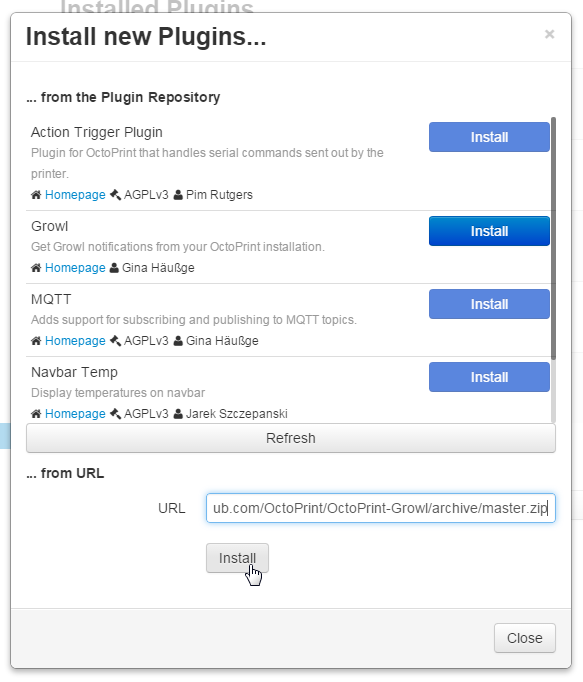 Installed Plugins
Install new Plugins...
×
... from the Plugin Repository
Action Trigger Plugin
Install
Plugin for OctoPrint that handles serial commands sent out by the
printer.
Homepage AGPLv3 Pim Rutgers
Growl
Install
Get Growl notifications from your OctoPrint installation.
Homepage Gina Häußge
MQTT
Install
Adds support for subscribing and publishing to MQTT topics.
Homepage AGPLv3 Gina Häußge
Navbar Temp
Install
Display temperatures on navbar
Homepage AGPLv3 Jarek Szczepanski
Refresh
... from URL
URL ub.com/OctoPrint/OctoPrint-Growl/archive/master.zip
Install
Close